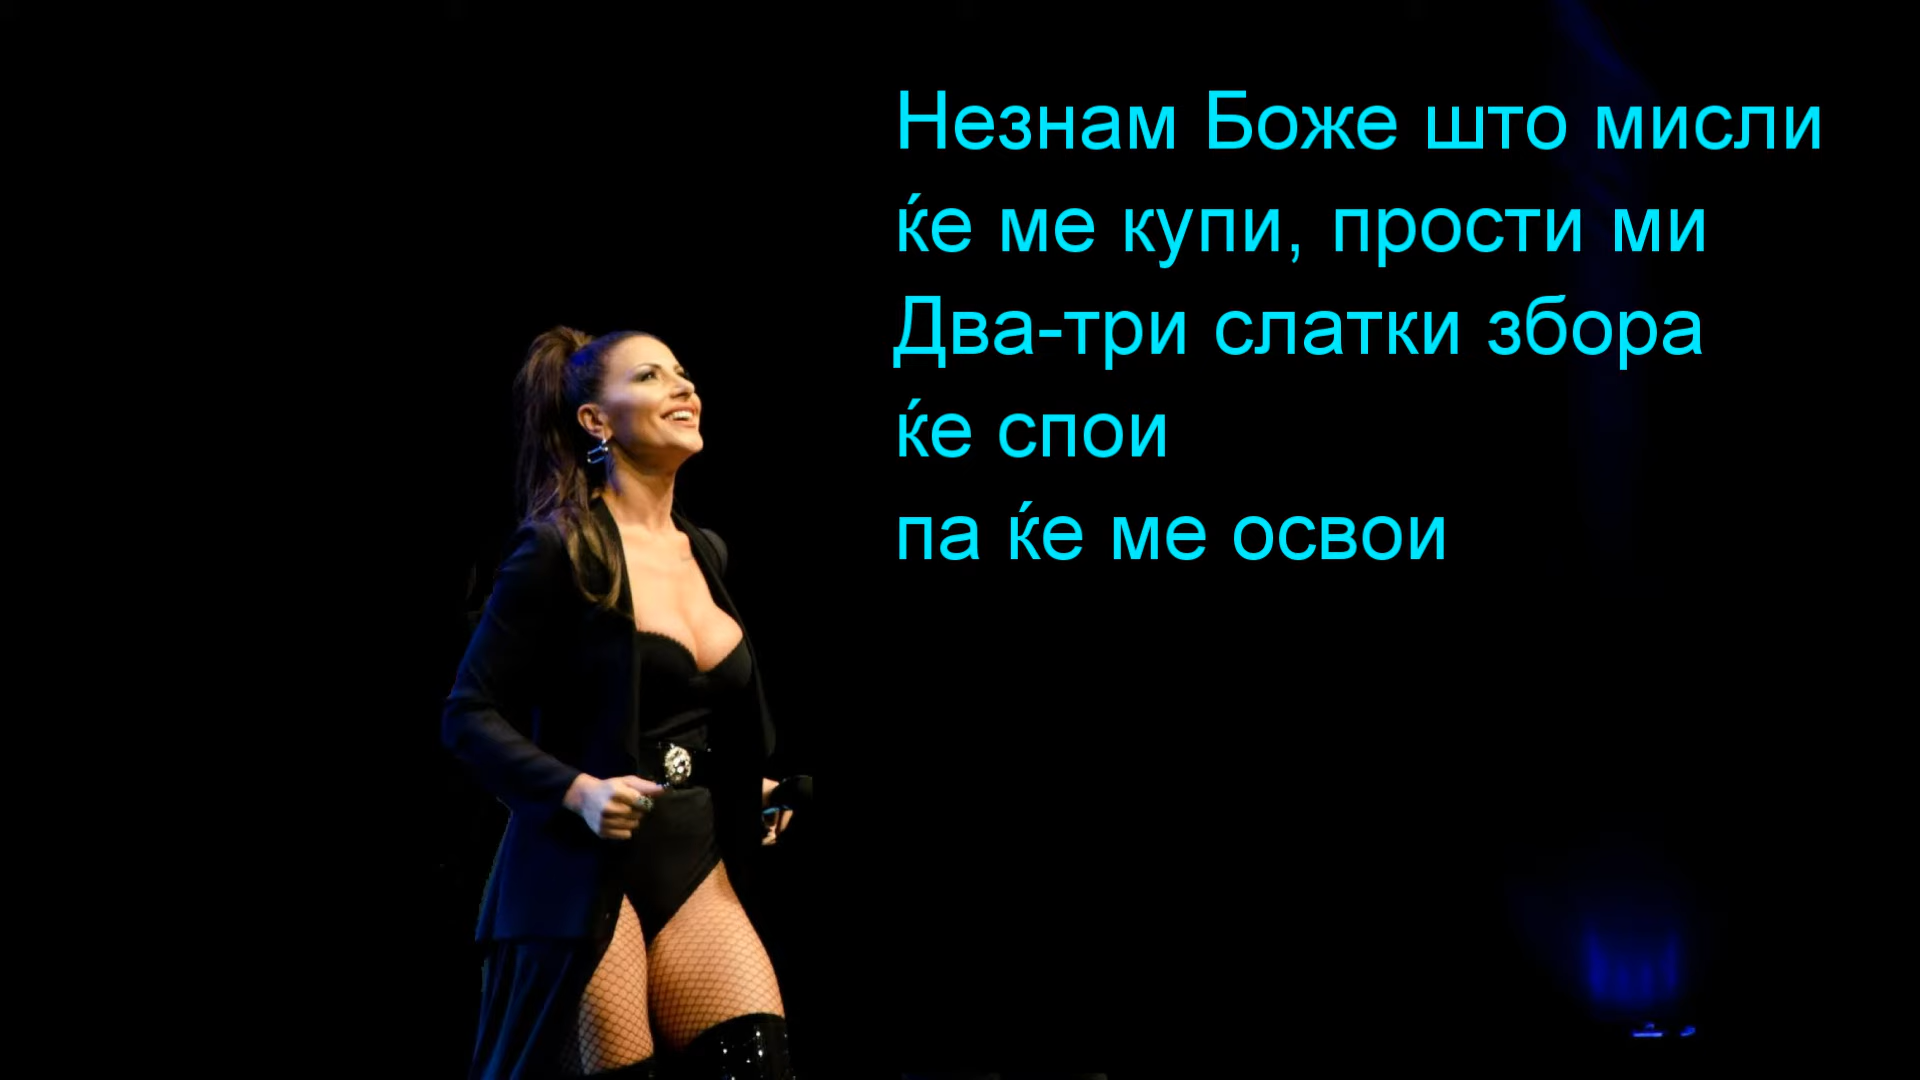 Незнам Боже што мисли
ќе ме купи, прости ми
Два-три слатки збора
ќе спои
па ќе ме освои